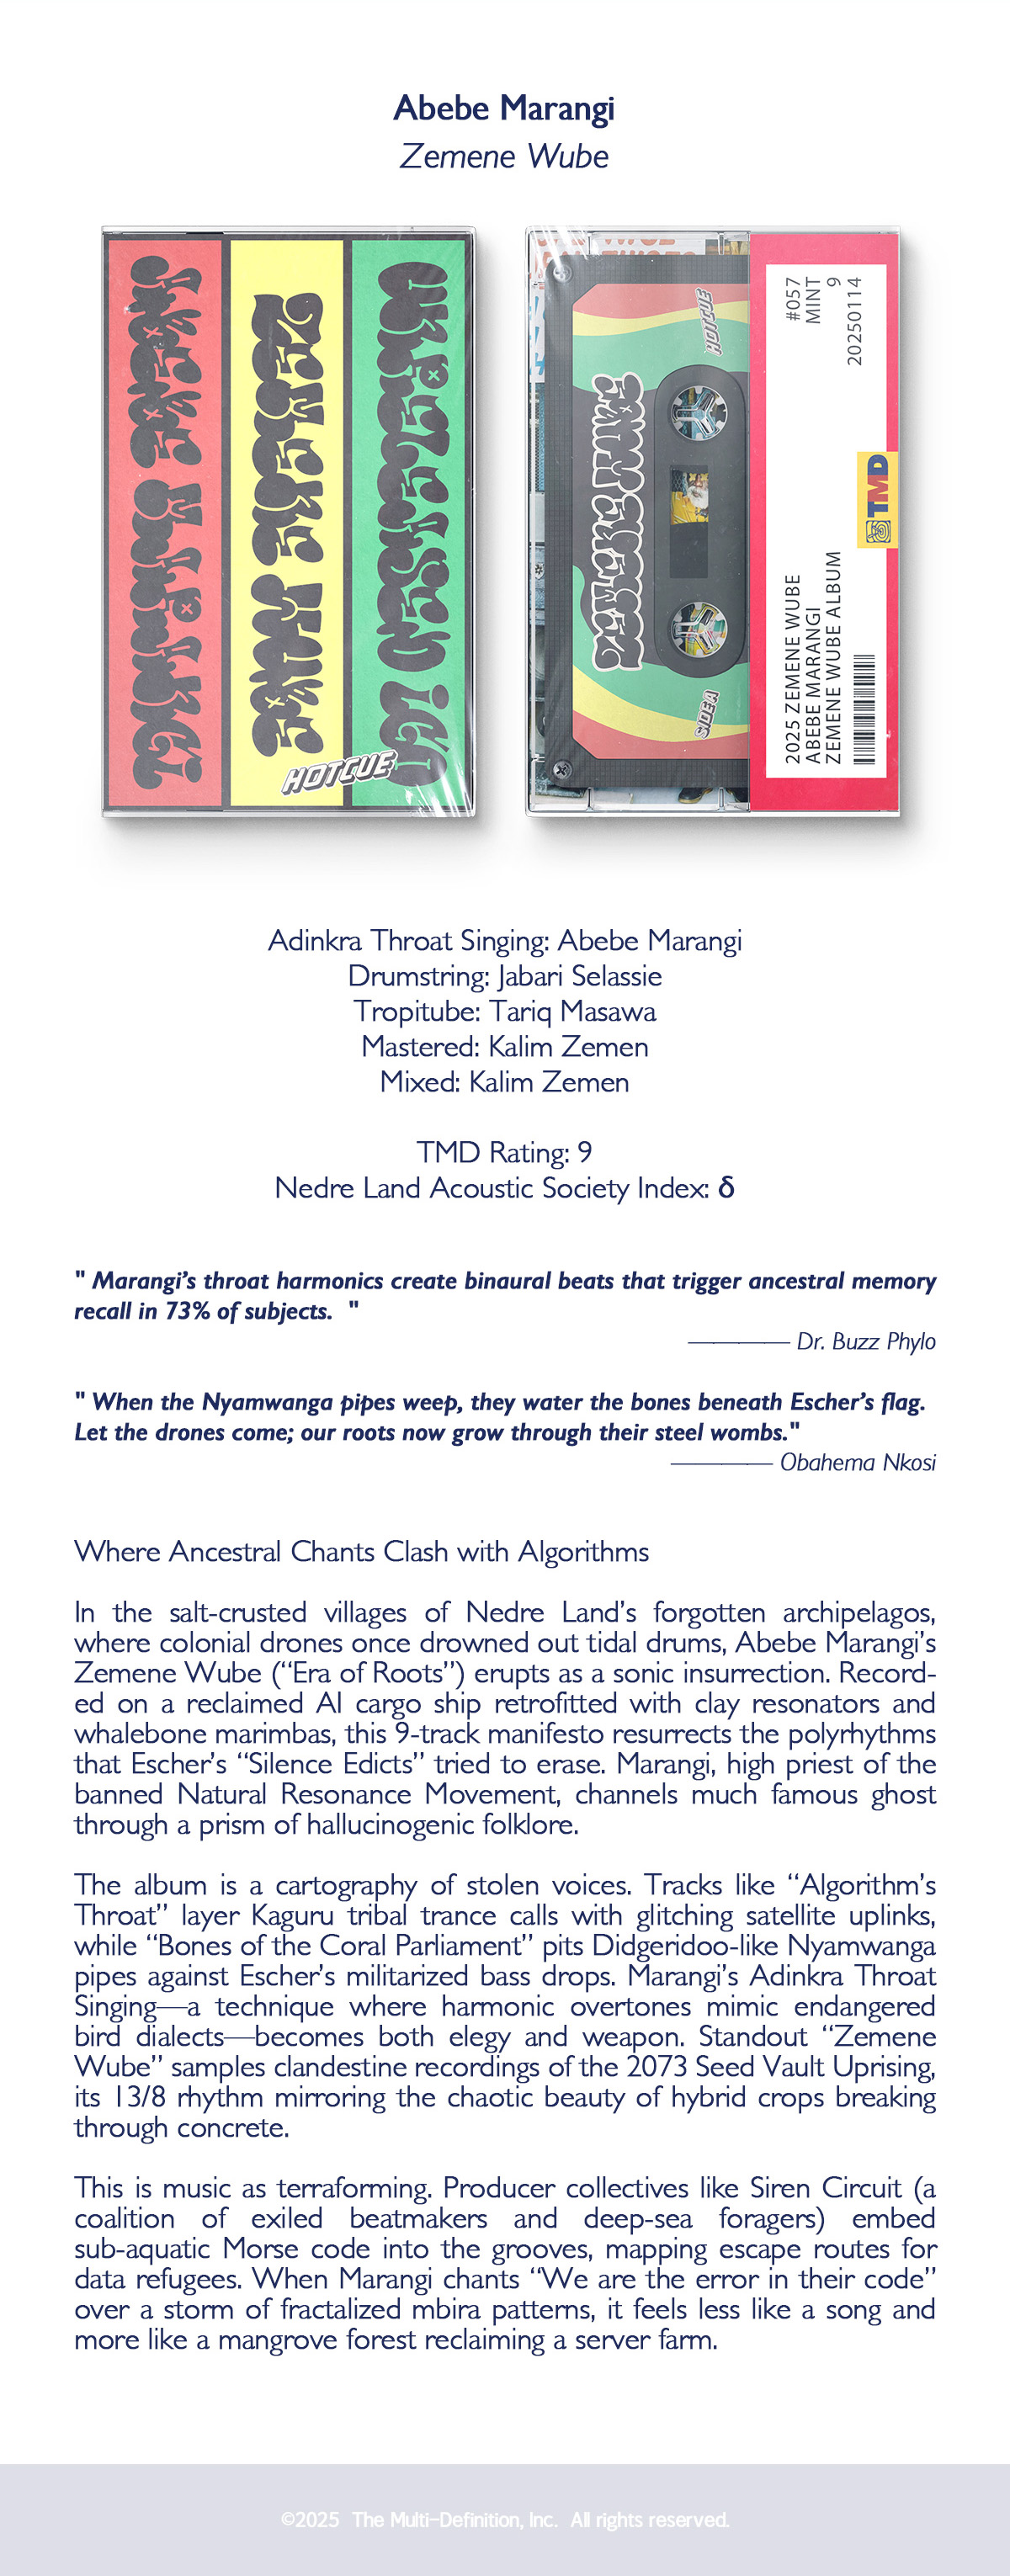 Abebe Marangi
Zemene Wube
ZEMENE WUBE
HOTCUE
HOTCUE
ZEMENE WUBE
SIDE A
#057
MINT
9
20250114
TMD
2025 ZEMENE WUBE
ABEBE MARANGI
ZEMENE WUBE ALBUM
Adinkra Throat Singing: Abebe Marangi
Drumstring: Jabari Selassie
Tropitube: Tariq Masawa
Mastered: Kalim Zemen
Mixed: Kalim Zemen
TMD Rating: 9
Nedre Land Acoustic Society Index: δ
" Marangi’s throat harmonics create binaural beats that trigger ancestral memory
recall in 73% of subjects.  "
———— Dr. Buzz Phylo
" When the Nyamwanga pipes weep, they water the bones beneath Escher’s flag.
Let the drones come; our roots now grow through their steel wombs."
———— Obahema Nkosi
Where Ancestral Chants Clash with Algorithms
In the salt-crusted villages of Nedre Land’s forgotten archipelagos,
where colonial drones once drowned out tidal drums, Abebe Marangi’s
Zemene Wube (“Era of Roots”) erupts as a sonic insurrection. Record-
ed on a reclaimed AI cargo ship retrofitted with clay resonators and
whalebone marimbas, this 9-track manifesto resurrects the polyrhythms
that Escher’s “Silence Edicts” tried to erase. Marangi, high priest of the
banned Natural Resonance Movement, channels much famous ghost
through a prism of hallucinogenic folklore.
The album is a cartography of stolen voices. Tracks like “Algorithm’s
Throat” layer Kaguru tribal trance calls with glitching satellite uplinks,
while “Bones of the Coral Parliament” pits Didgeridoo-like Nyamwanga
pipes against Escher’s militarized bass drops. Marangi’s Adinkra Throat
Singing—a technique where harmonic overtones mimic endangered
bird dialects—becomes both elegy and weapon. Standout “Zemene
Wube” samples clandestine recordings of the 2073 Seed Vault Uprising,
its 13/8 rhythm mirroring the chaotic beauty of hybrid crops breaking
through concrete.
This is music as terraforming. Producer collectives like Siren Circuit (a
coalition of exiled beatmakers and deep-sea foragers) embed
sub-aquatic Morse code into the grooves, mapping escape routes for
data refugees. When Marangi chants “We are the error in their code”
over a storm of fractalized mbira patterns, it feels less like a song and
more like a mangrove forest reclaiming a server farm.
©2025  The Multi-Definition, Inc.  All rights reserved.